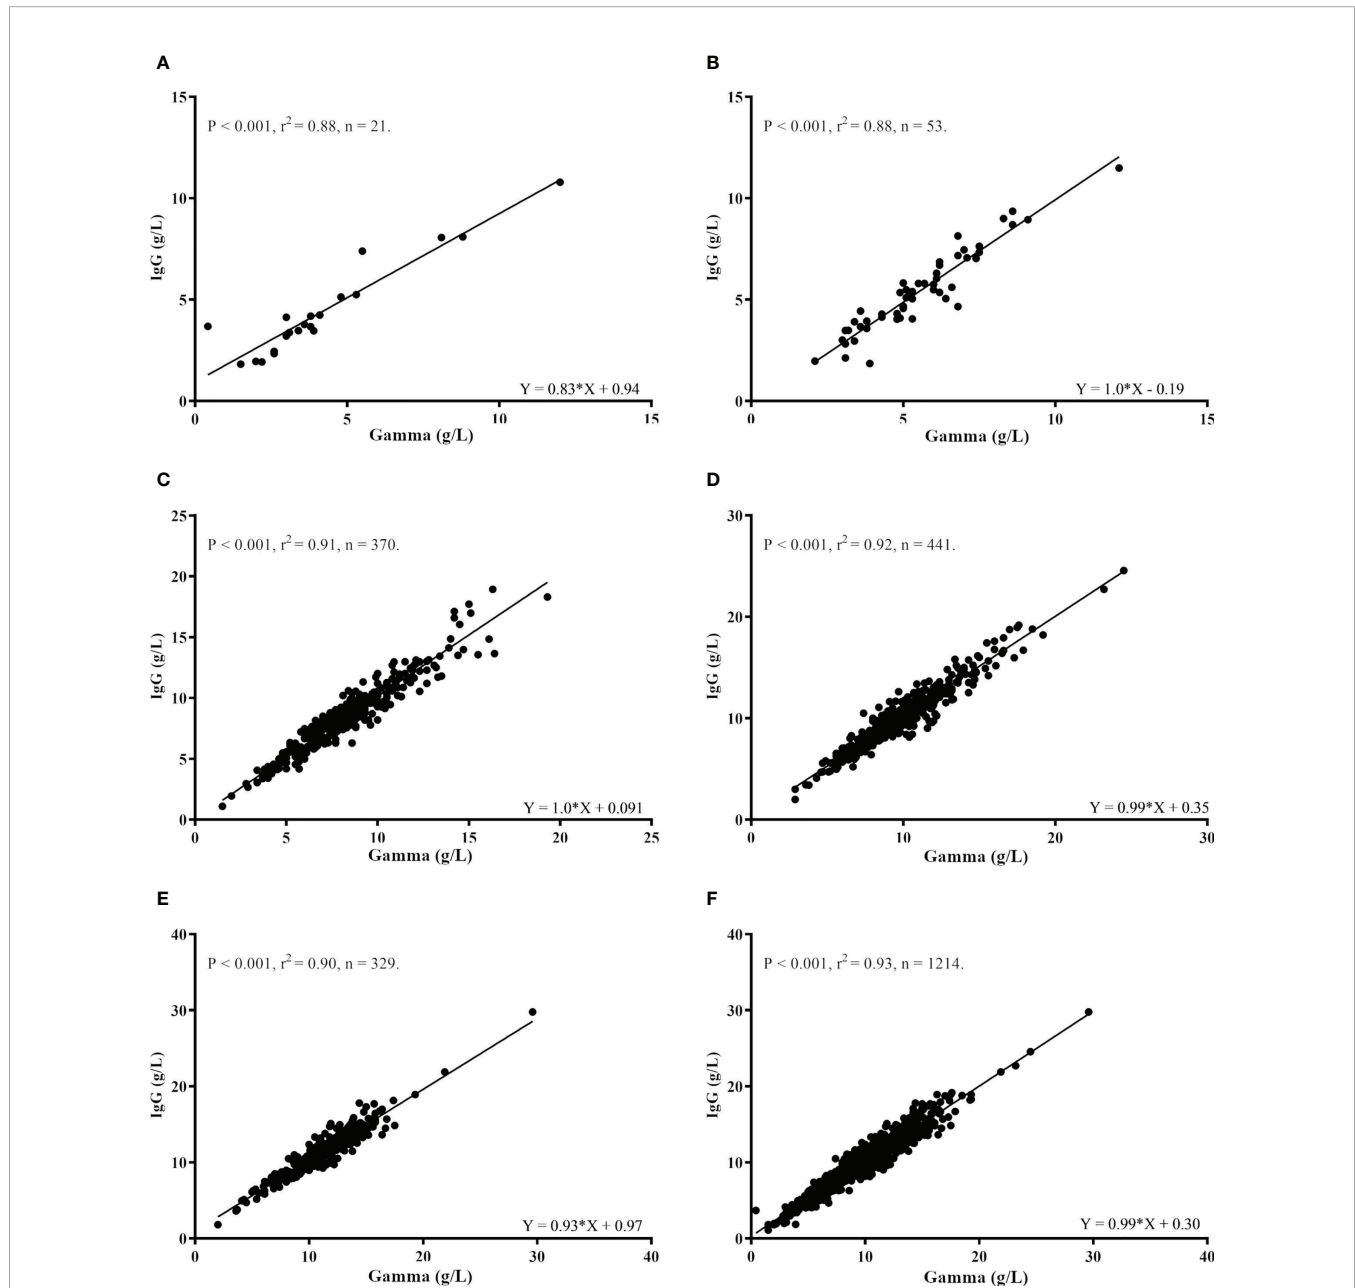 A
P < 0.001, r² = 0.88, n = 21.
15
10
5
0
IgG (g/L)
Y = 0.83*X + 0.94
0 5 10 15
Gamma (g/L)
B
P < 0.001, r² = 0.88, n = 53.
15
10
5
0
IgG (g/L)
Y = 1.0*X - 0.19
0 5 10 15
Gamma (g/L)
C
P < 0.001, r² = 0.91, n = 370.
25
20
15
10
5
0
IgG (g/L)
Y = 1.0*X + 0.091
0 5 10 15 20 25
Gamma (g/L)
D
P < 0.001, r² = 0.92, n = 441.
30
20
10
0
IgG (g/L)
Y = 0.99*X + 0.35
0 10 20 30
Gamma (g/L)
E
P < 0.001, r² = 0.90, n = 329.
40
30
20
10
0
IgG (g/L)
Y = 0.93*X + 0.97
0 10 20 30 40
Gamma (g/L)
F
P < 0.001, r² = 0.93, n = 1214.
40
30
20
10
0
IgG (g/L)
Y = 0.99*X + 0.30
0 10 20 30 40
Gamma (g/L)